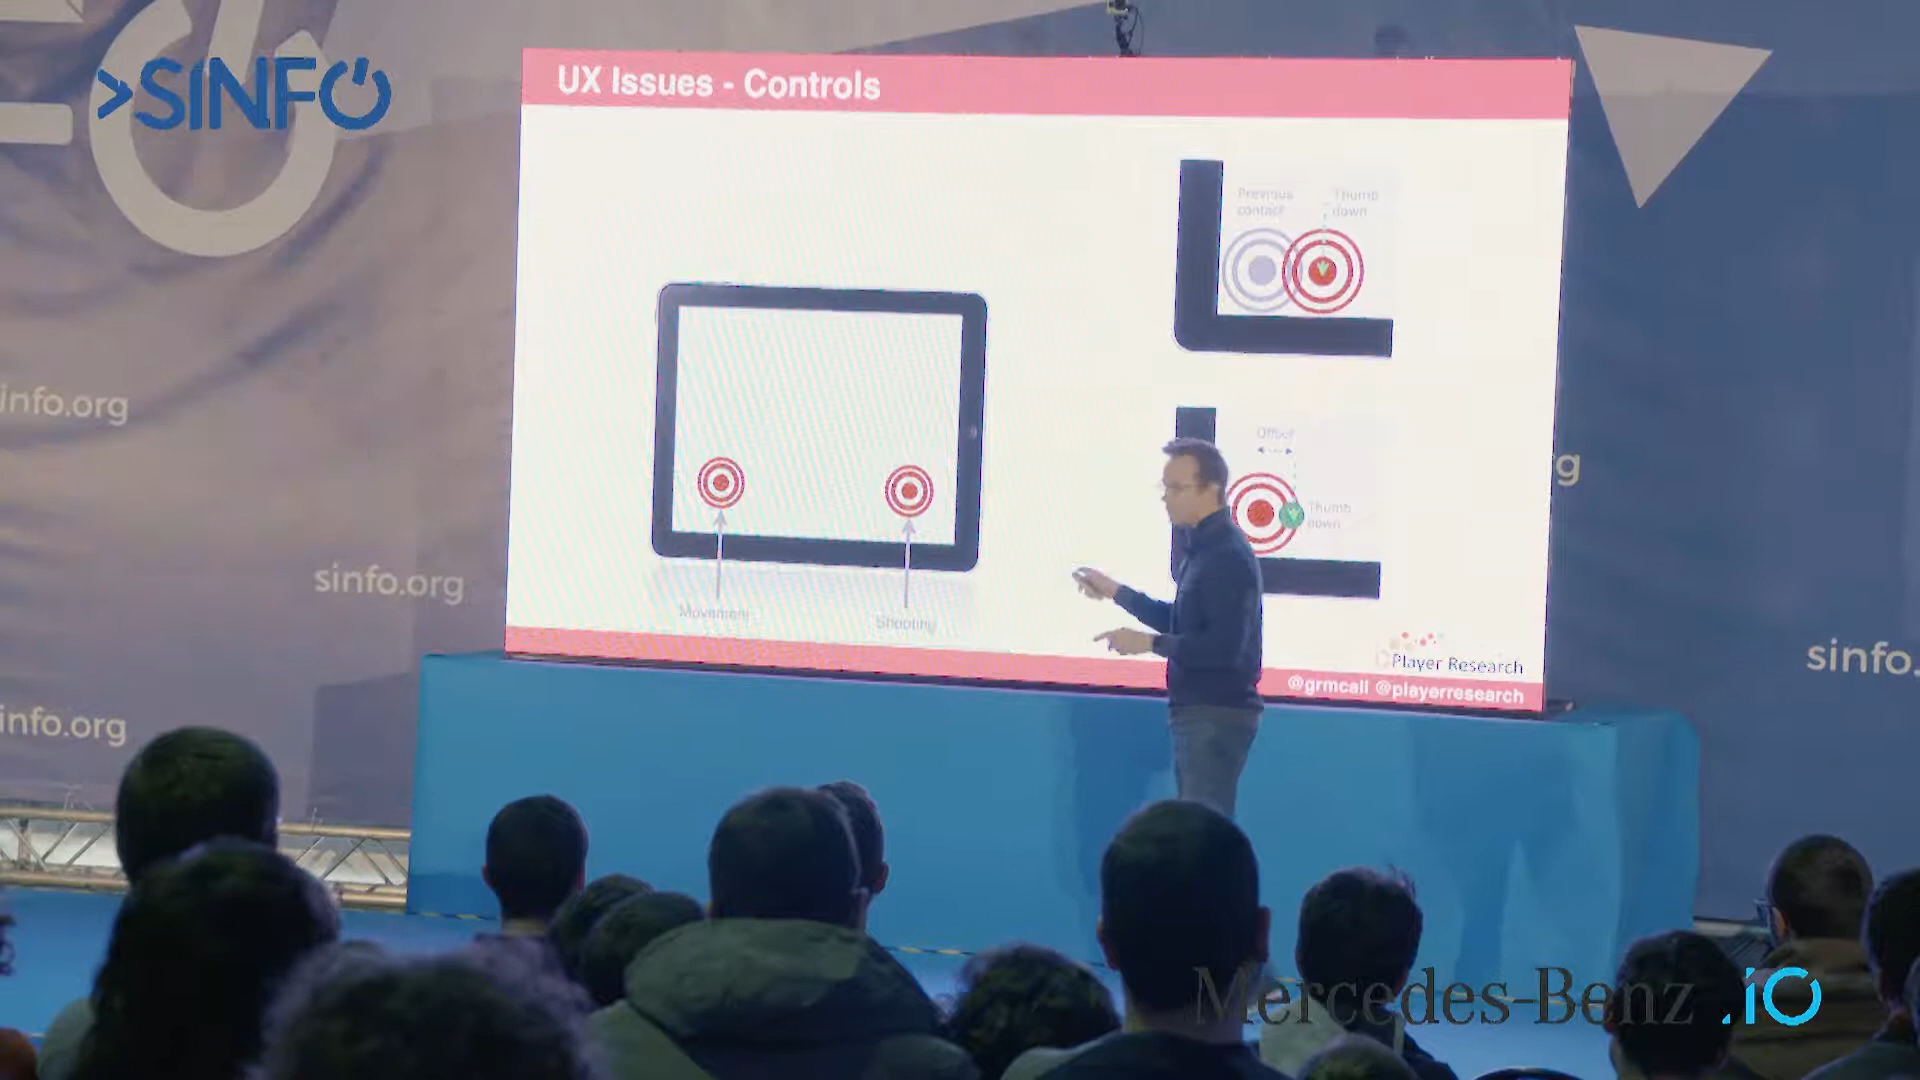 >SINFO
UX Issues - Controls
Previous
contact
Thumb
down
info.org
sinfo.org
info.org
Offset
Thumb
down
Movement
Shooting
Player Research
@grmcall @playerresearch
rg
sinfo.
Mercedes-Benz .io